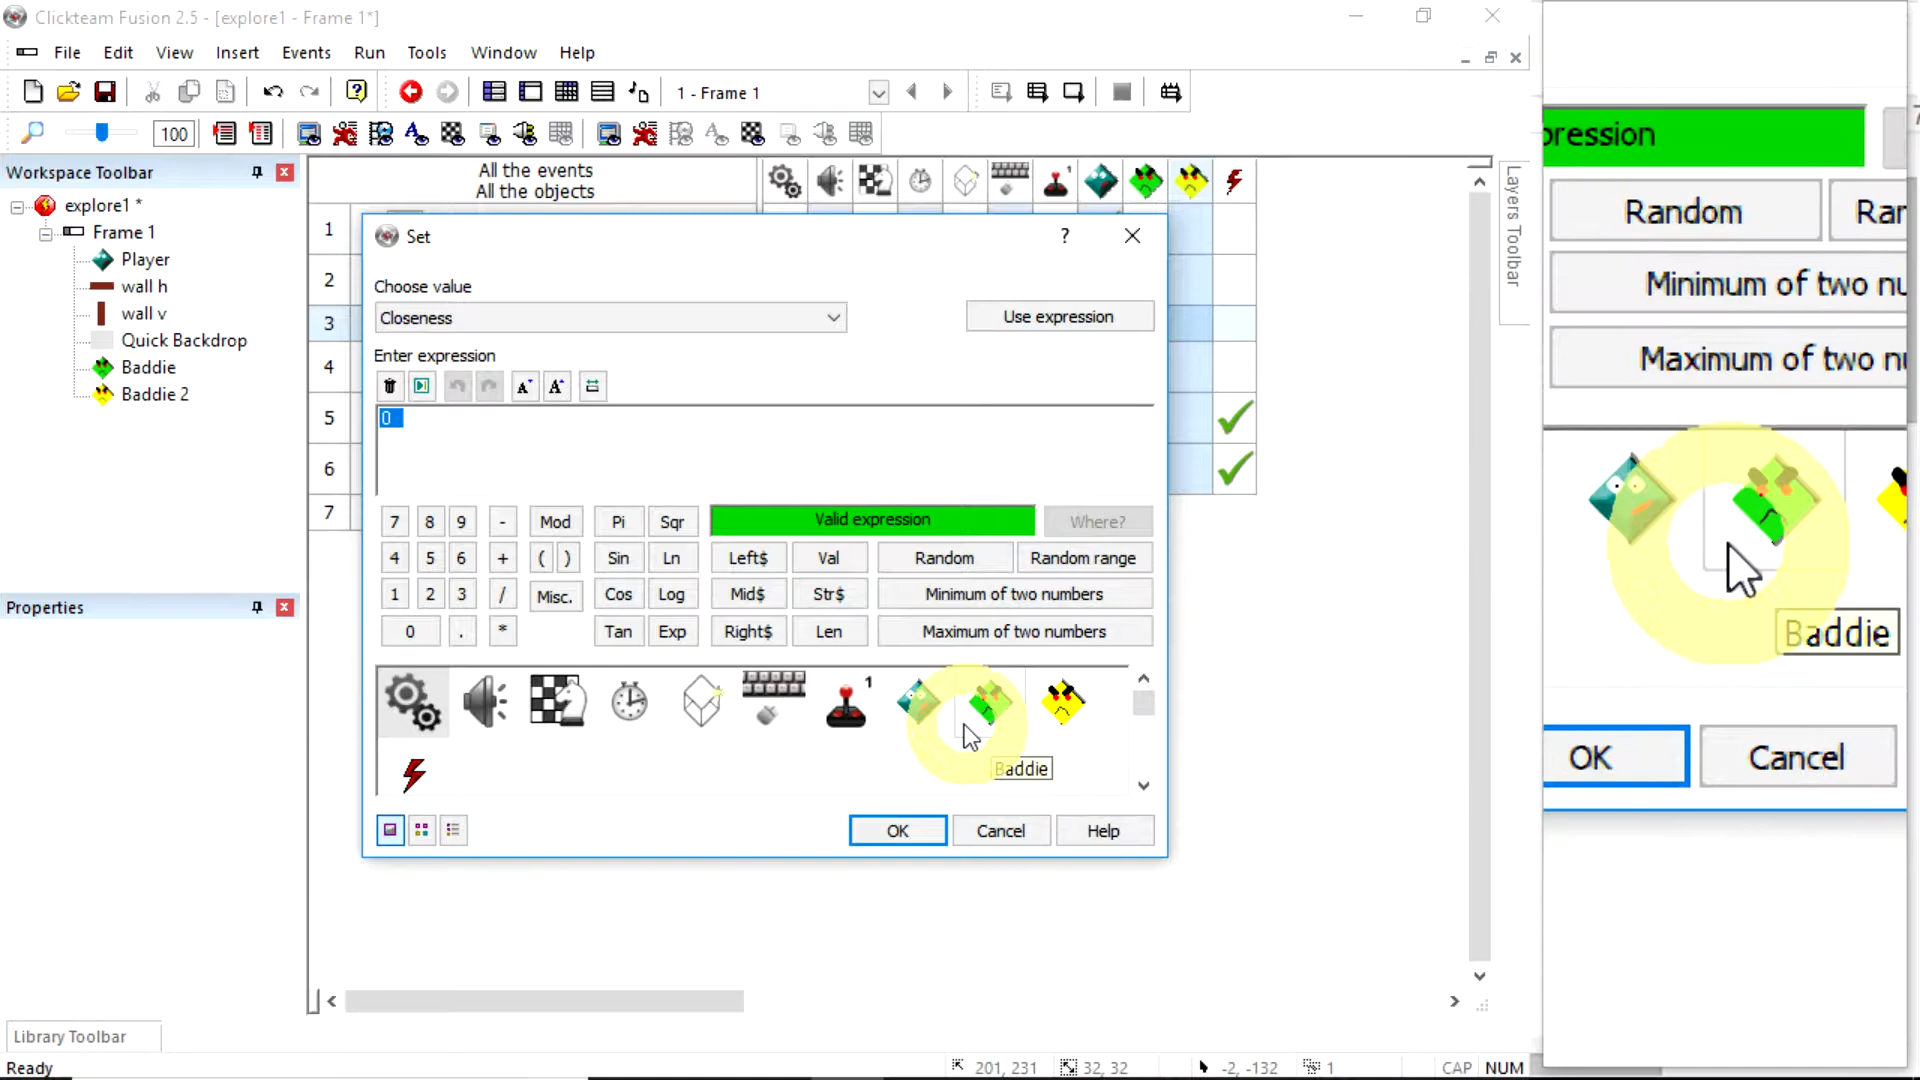 Clickteam Fusion 2.5 - [explore1 - Frame 1*]
File Edit View Insert Events Run Tools Window Help
1 - Frame 1
100
Workspace Toolbar
explore1 *
Frame 1
Player
wall h
wall v
Quick Backdrop
Baddie
Baddie 2
Properties
Library Toolbar
Ready
All the events
All the objects
1
2
3
4
5
6
7
Set
?
Choose value
Closeness
Use expression
Enter expression
0
7 8 9 - Mod Pi Sqr Valid expression Where?
4 5 6 + ( ) Sin Ln Left$ Val Random Random range
1 2 3 / Misc. Cos Log Mid$ Str$ Minimum of two numbers
0 . * Tan Exp Right$ Len Maximum of two numbers
1
Baddie
OK Cancel Help
1
Layers Toolbar
201, 231 32, 32 -2, -132 1 CAP NUM
pression
Random Rar
Minimum of two nu
Maximum of two nu
Baddie
OK Cancel